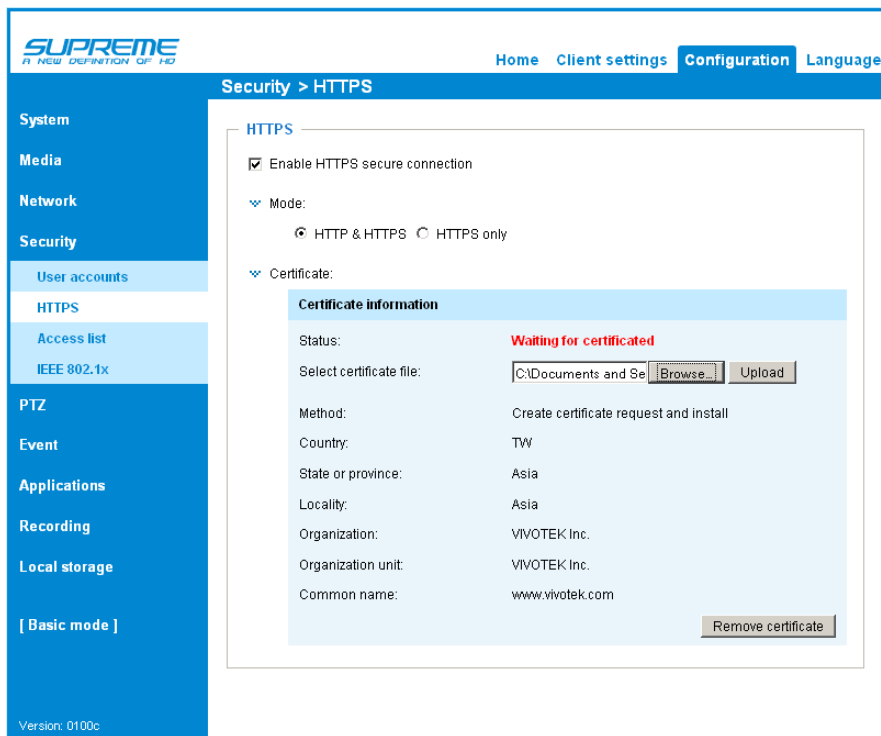 SUPREME
A NEW DEFINITION OF HD
Home Client settings Configuration Language
Security > HTTPS
System
Media
Network
Security
User accounts
HTTPS
Access list
IEEE 802.1x
PTZ
Event
Applications
Recording
Local storage
[ Basic mode ]
Version: 0100c
HTTPS
Enable HTTPS secure connection
Mode:
HTTP & HTTPS HTTPS only
Certificate:
Certificate information
Status: Waiting for certificated
Select certificate file: C:\Documents and Se Browse... Upload
Method: Create certificate request and install
Country: TW
State or province: Asia
Locality: Asia
Organization: VIVOTEK Inc.
Organization unit: VIVOTEK Inc.
Common name: www.vivotek.com
Remove certificate